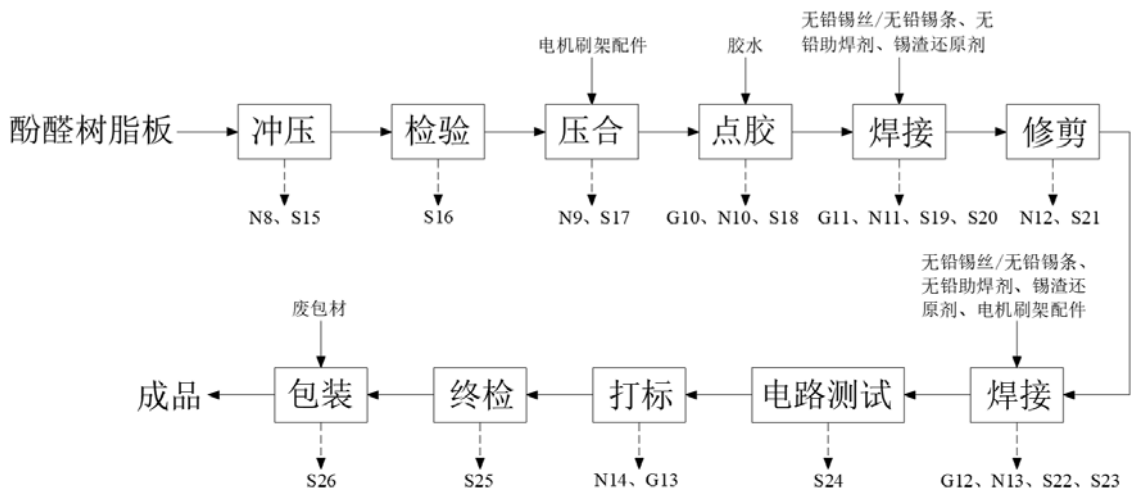 无铅锡丝/无铅锡条、无
铅助焊剂、锡渣还原剂
电机刷架配件
胶水
酚醛树脂板
冲压
检验
压合
点胶
焊接
修剪
N8、S15
S16
N9、S17
G10、N10、S18
G11、N11、S19、S20
N12、S21
无铅锡丝/无铅锡条、
无铅助焊剂、锡渣还
原剂、电机刷架配件
废包材
成品
包装
终检
打标
电路测试
焊接
S26
S25
N14、G13
S24
G12、N13、S22、S23